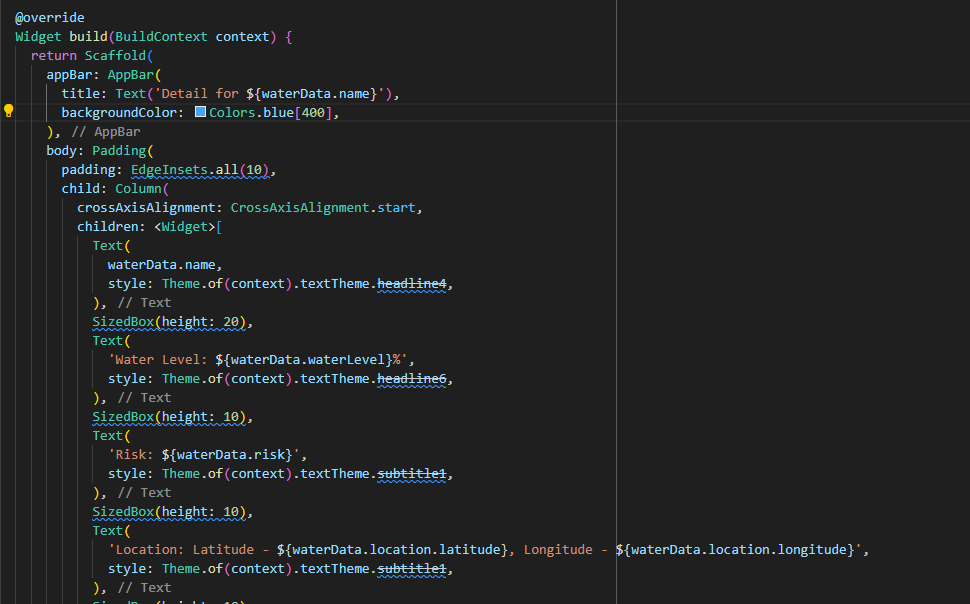 @override
Widget build(BuildContext context) {
  return Scaffold(
    appBar: AppBar(
      title: Text('Detail for ${waterData.name}'),
      backgroundColor: Colors.blue[400],
    ), // AppBar
    body: Padding(
      padding: EdgeInsets.all(10),
      child: Column(
        crossAxisAlignment: CrossAxisAlignment.start,
        children: <Widget>[
          Text(
            waterData.name,
            style: Theme.of(context).textTheme.headline4,
          ), // Text
          SizedBox(height: 20),
          Text(
            'Water Level: ${waterData.waterLevel}%',
            style: Theme.of(context).textTheme.headline6,
          ), // Text
          SizedBox(height: 10),
          Text(
            'Risk: ${waterData.risk}',
            style: Theme.of(context).textTheme.subtitle1,
          ), // Text
          SizedBox(height: 10),
          Text(
            'Location: Latitude - ${waterData.location.latitude}, Longitude - ${waterData.location.longitude}',
            style: Theme.of(context).textTheme.subtitle1,
          ), // Text